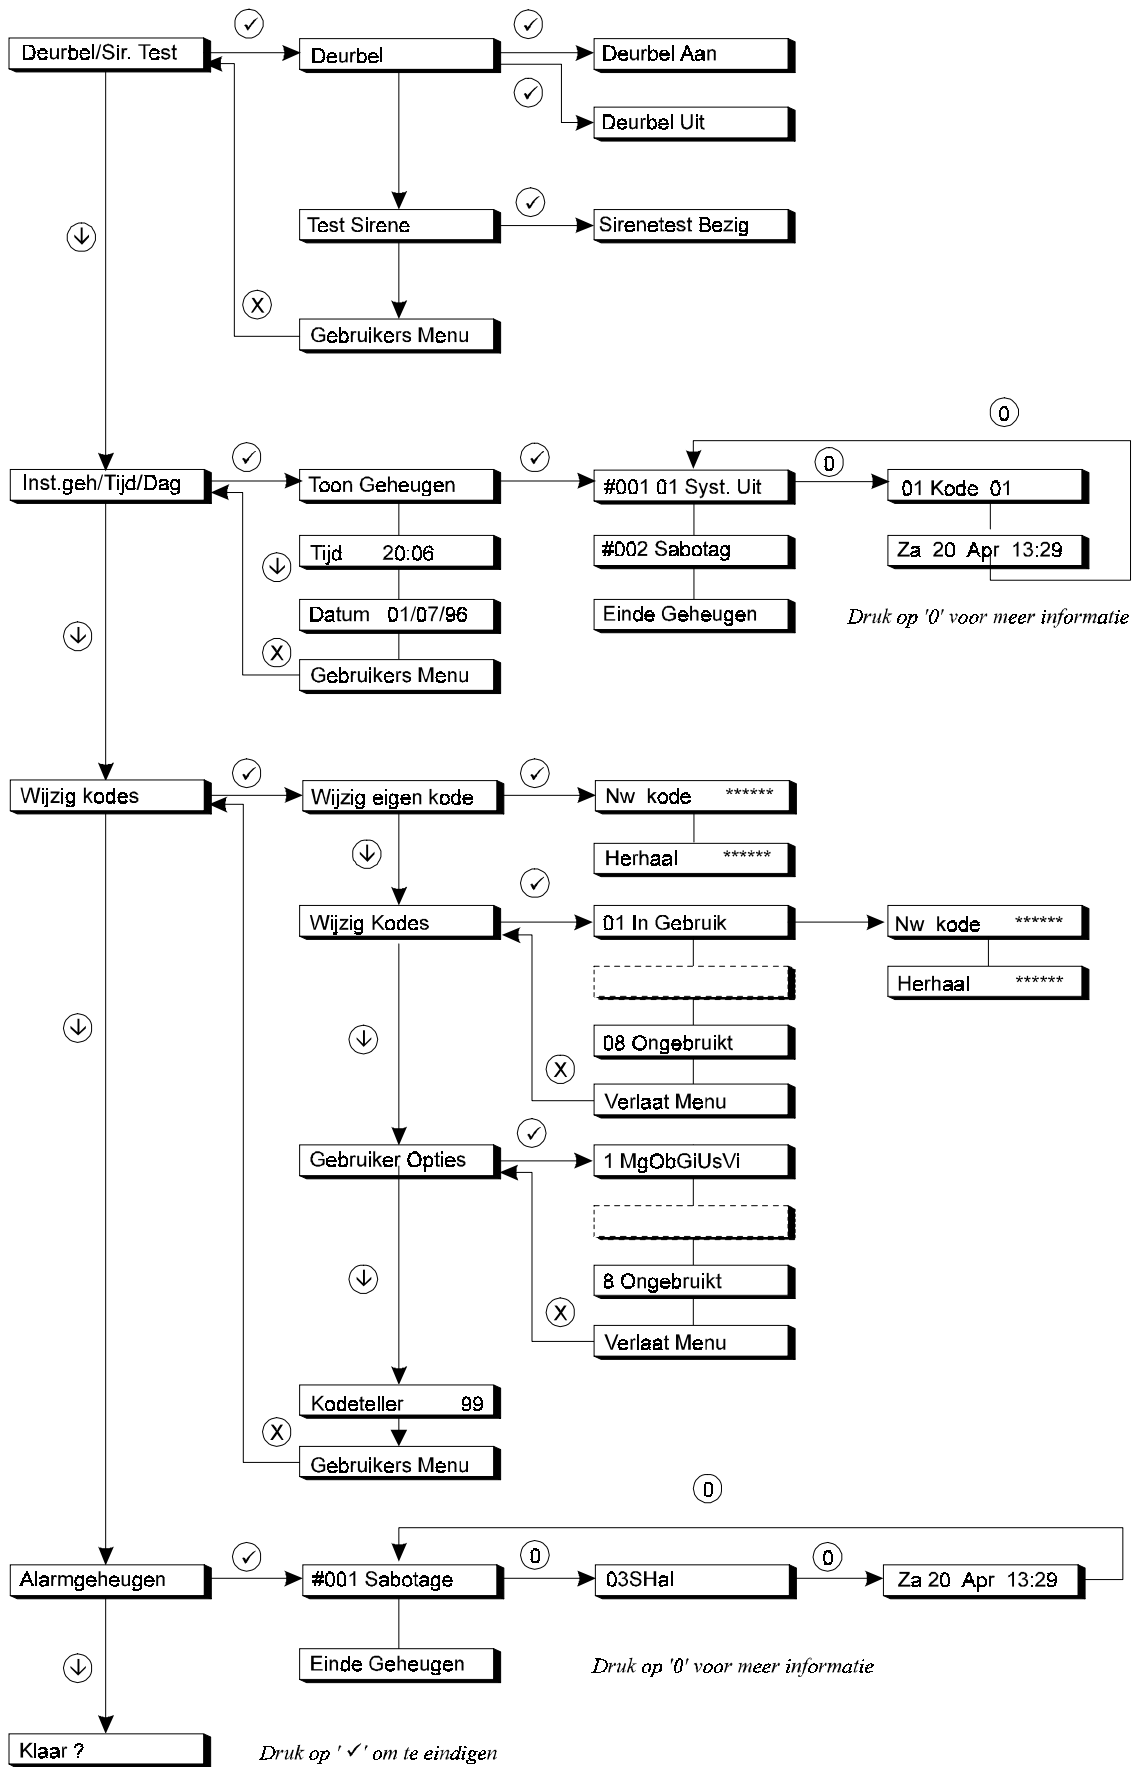 ✓ ✓
Deurbel/Sir. Test Deurbel Deurbel Aan
✓
Deurbel Uit
✓
Test Sirene Sirenetest Bezig
↓
X
Gebruikers Menu
0
✓ ✓ 0
Inst.geh/Tijd/Dag Toon Geheugen #001 01 Syst. Uit 01 Kode 01
↓ Tijd 20:06 #002 Sabotag Za 20 Apr 13:29
Datum 01/07/96 Einde Geheugen Druk op '0' voor meer informatie
↓ X
Gebruikers Menu
✓ ✓
Wijzig kodes Wijzig eigen kode Nw kode ******
↓ Herhaal ******
✓
Wijzig Kodes 01 In Gebruik Nw kode ******
Herhaal ******
↓ ↓ 08 Ongebruikt
X
Verlaat Menu
✓
Gebruiker Opties 1 MgObGiUsVi
↓ 8 Ongebruikt
X
Verlaat Menu
Kodeteller 99
X
Gebruikers Menu
0
✓ 0 0
Alarmgeheugen #001 Sabotage 03SHal Za 20 Apr 13:29
↓ Einde Geheugen Druk op '0' voor meer informatie
Klaar ? Druk op ' ✓' om te eindigen